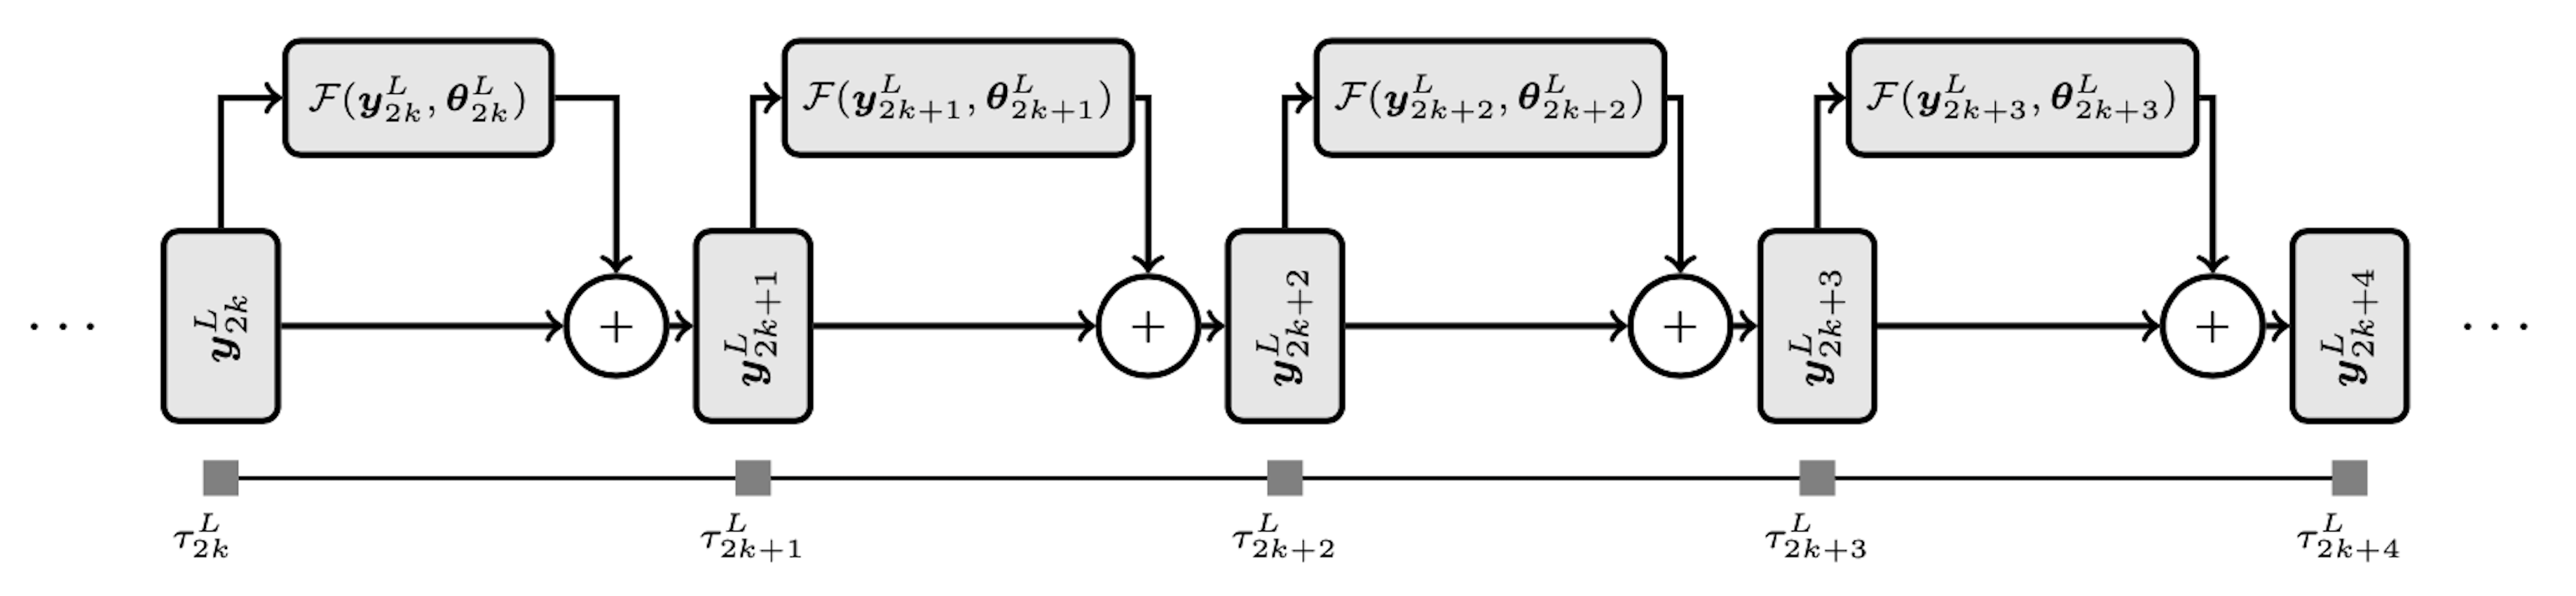 $\mathcal{F}(\boldsymbol{y}_{2k}^{L}, \boldsymbol{\theta}_{2k}^{L})$ $\mathcal{F}(\boldsymbol{y}_{2k+1}^{L}, \boldsymbol{\theta}_{2k+1}^{L})$ $\mathcal{F}(\boldsymbol{y}_{2k+2}^{L}, \boldsymbol{\theta}_{2k+2}^{L})$ $\mathcal{F}(\boldsymbol{y}_{2k+3}^{L}, \boldsymbol{\theta}_{2k+3}^{L})$
··· $\boldsymbol{y}_{2k}^{L}$ + $\boldsymbol{y}_{2k+1}^{L}$ + $\boldsymbol{y}_{2k+2}^{L}$ + $\boldsymbol{y}_{2k+3}^{L}$ + $\boldsymbol{y}_{2k+4}^{L}$ ···
$\tau_{2k}^{L}$ $\tau_{2k+1}^{L}$ $\tau_{2k+2}^{L}$ $\tau_{2k+3}^{L}$ $\tau_{2k+4}^{L}$